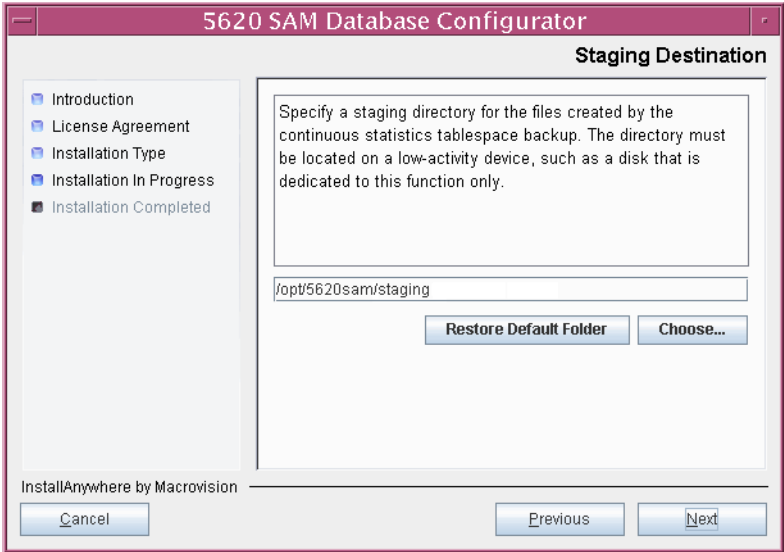 5620 SAM Database Configurator
Staging Destination
Introduction
License Agreement
Installation Type
Installation In Progress
Installation Completed
Specify a staging directory for the files created by the
continuous statistics tablespace backup. The directory must
be located on a low-activity device, such as a disk that is
dedicated to this function only.
/opt/5620sam/staging
Restore Default Folder
Choose...
InstallAnywhere by Macrovision
Cancel
Previous
Next